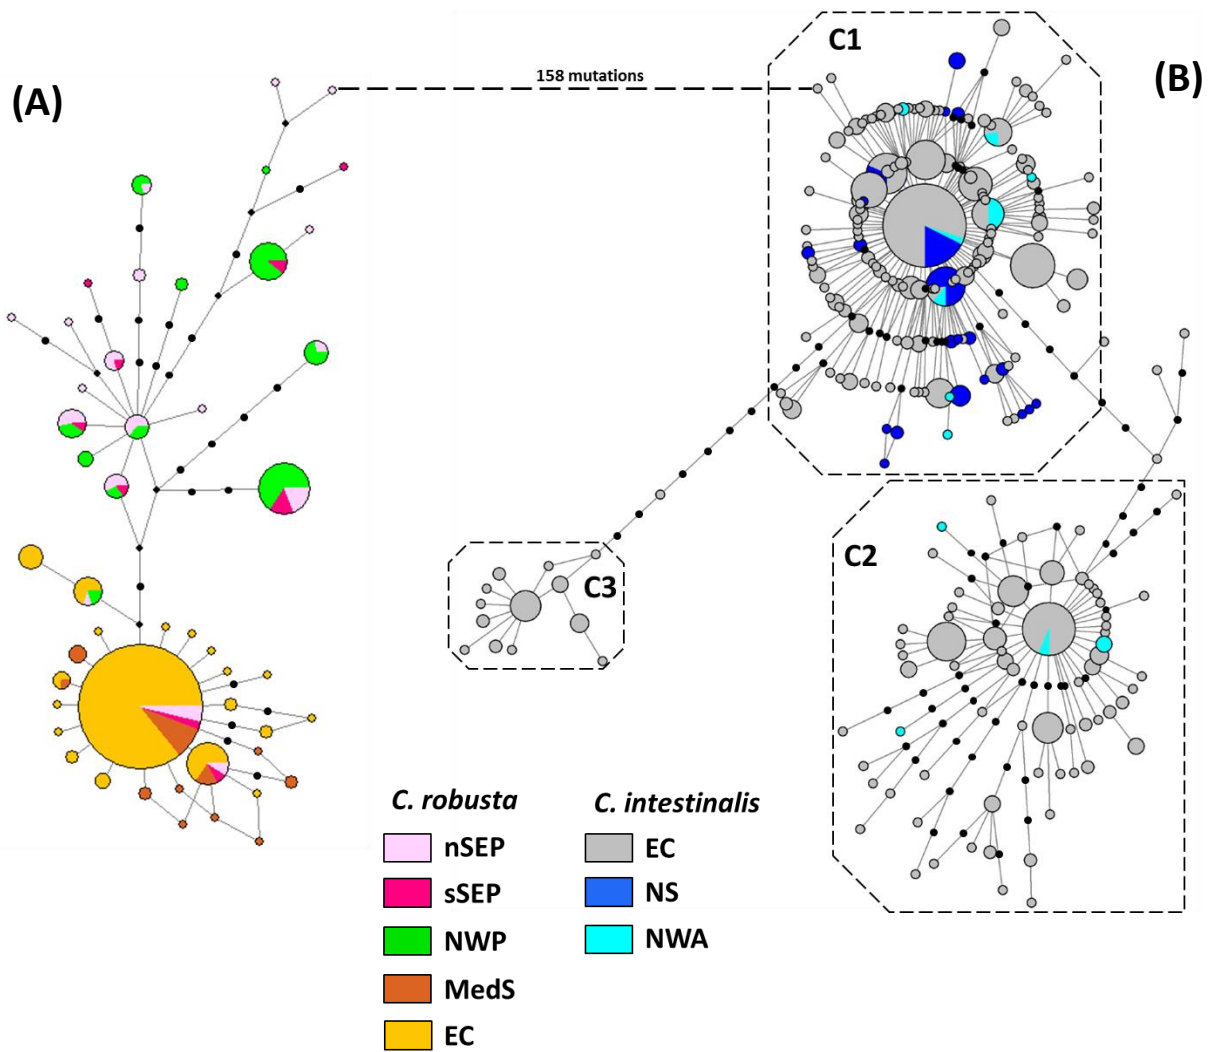 C1
(B)
(A)
158 mutations
C2
C3
C. robusta
C. intestinalis
nSEP
EC
sSEP
NS
NWP
NWA
MedS
EC